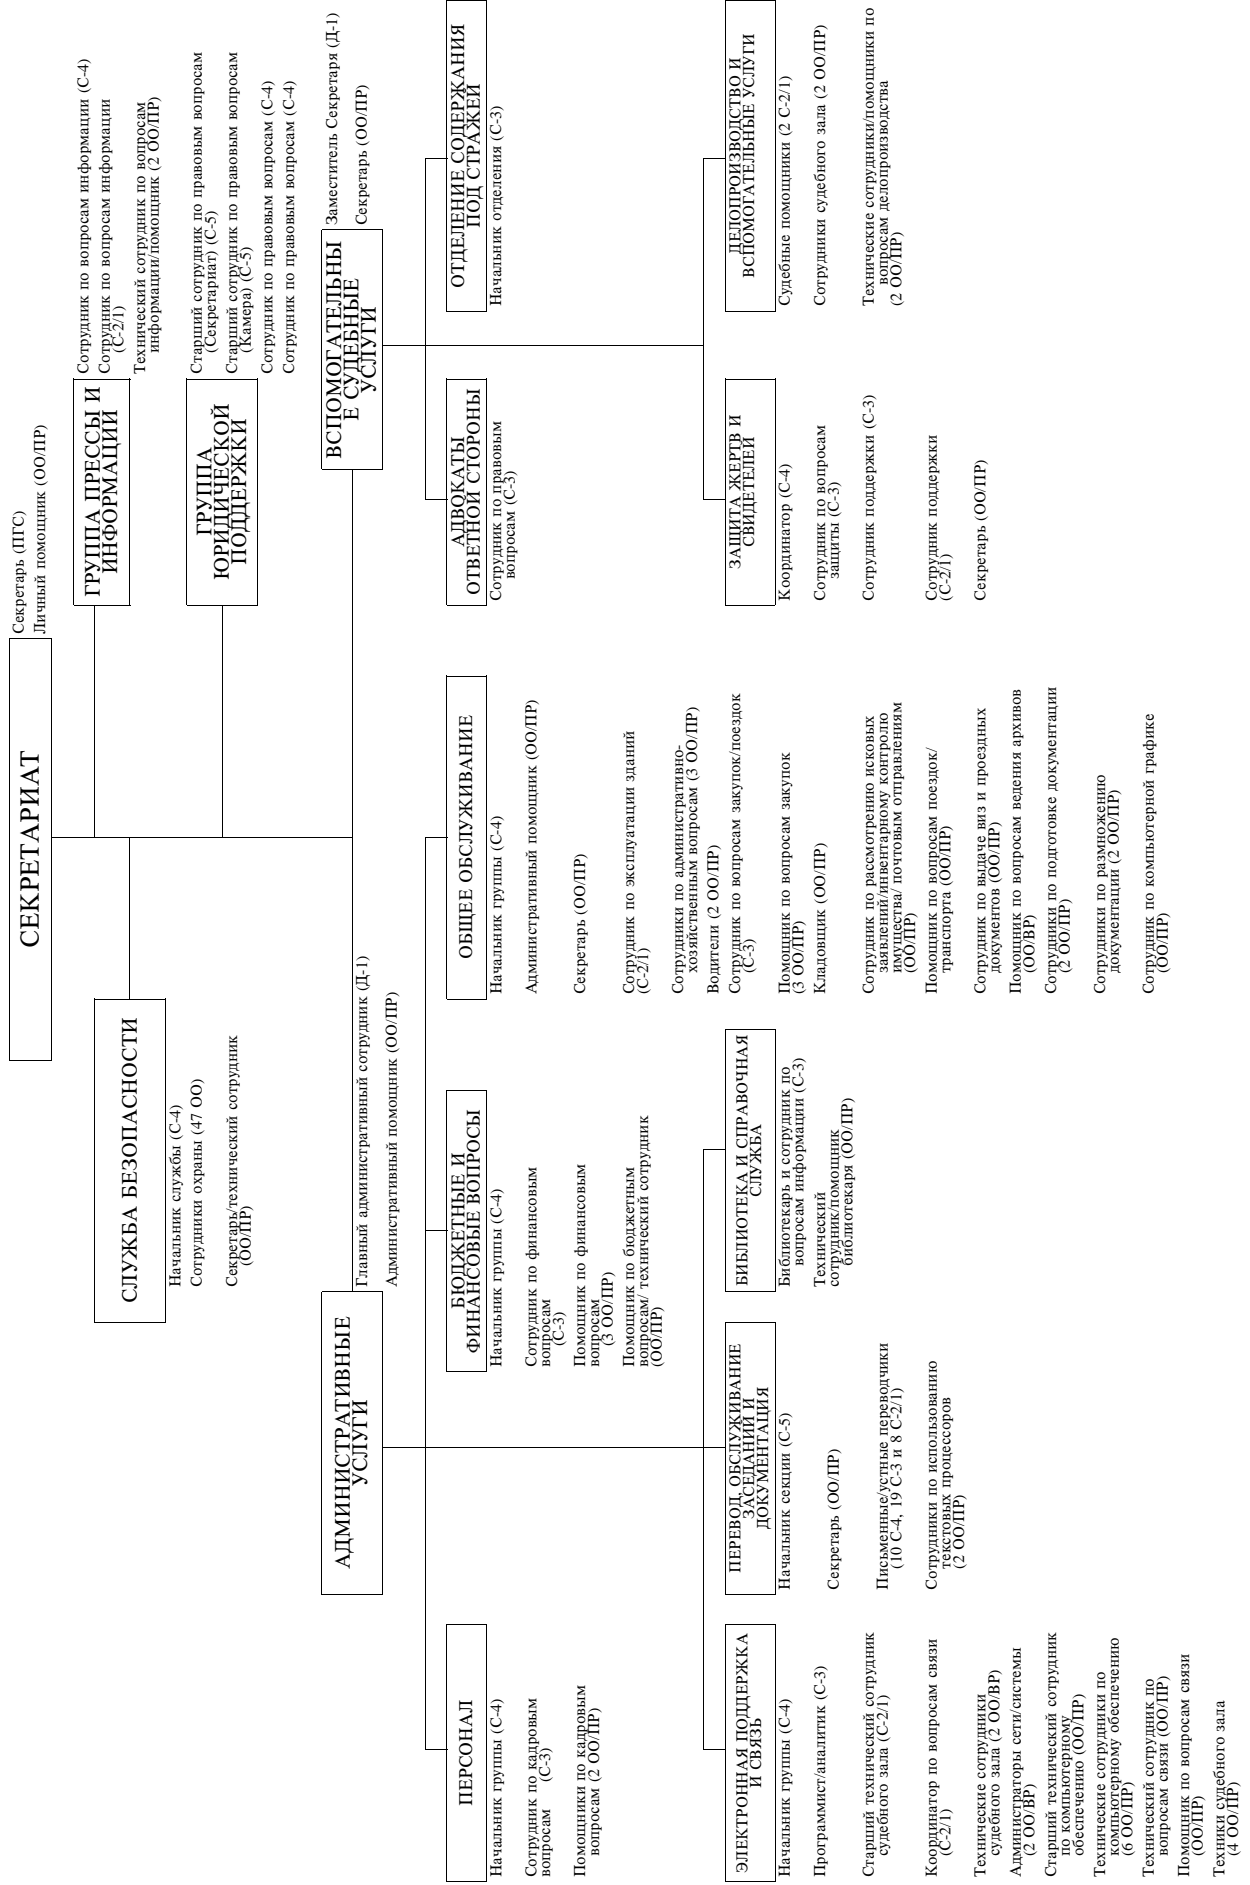 СЕКРЕТАРИАТ
Секретарь (ПГС)
Личный помощник (ОО/ПР)
ГРУППА ПРЕССЫ И
ИНФОРМАЦИИ
Сотрудник по вопросам информации (С-4)
Сотрудник по вопросам информации
(С-2/1)
Технический сотрудник по вопросам
информации/помощник (2 ОО/ПР)
СЛУЖБА БЕЗОПАСНОСТИ
Начальник службы (С-4)
Сотрудники охраны (47 ОО)
Секретарь/технический сотрудник
(ОО/ПР)
ГРУППА
ЮРИДИЧЕСКОЙ
ПОДДЕРЖКИ
Старший сотрудник по правовым вопросам
(Секретариат) (С-5)
Старший сотрудник по правовым вопросам
(Камера) (С-5)
Сотрудник по правовым вопросам (С-4)
Сотрудник по правовым вопросам (С-4)
АДМИНИСТРАТИВНЫЕ
УСЛУГИ
Главный административный сотрудник (Д-1)
Административный помощник (ОО/ПР)
ВСПОМОГАТЕЛЬНЫ
Е СУДЕБНЫЕ
УСЛУГИ
Заместитель Секретаря (Д-1)
Секретарь (ОО/ПР)
ПЕРСОНАЛ
Начальник группы (С-4)
Сотрудник по кадровым
вопросам (С-3)
Помощники по кадровым
вопросам (2 ОО/ПР)
БЮДЖЕТНЫЕ И
ФИНАНСОВЫЕ ВОПРОСЫ
Начальник группы (С-4)
Сотрудник по финансовым
вопросам
(С-3)
Помощник по финансовым
вопросам
(3 ОО/ПР)
Помощник по бюджетным
вопросам/ технический сотрудник
(ОО/ПР)
ОБЩЕЕ ОБСЛУЖИВАНИЕ
Начальник группы (С-4)
Административный помощник (ОО/ПР)
Секретарь (ОО/ПР)
Сотрудник по эксплуатации зданий
(С-2/1)
Сотрудники по административно-
хозяйственным вопросам (3 ОО/ПР)
Водители (2 ОО/ПР)
Сотрудник по вопросам закупок/поездок
(С-3)
Помощник по вопросам закупок
(3 ОО/ПР)
Кладовщик (ОО/ПР)
Сотрудник по рассмотрению исковых
заявлений/инвентарному контролю
имущества/ почтовым отправлениям
(ОО/ПР)
Помощник по вопросам поездок/
транспорта (ОО/ПР)
Сотрудник по выдаче виз и проездных
документов (ОО/ПР)
Помощник по вопросам ведения архивов
(ОО/ВР)
Сотрудники по подготовке документации
(2 ОО/ПР)
Сотрудники по размножению
документации (2 ОО/ПР)
Сотрудник по компьютерной графике
(ОО/ПР)
АДВОКАТЫ
ОТВЕТНОЙ СТОРОНЫ
Сотрудник по правовым
вопросам (С-3)
ОТДЕЛЕНИЕ СОДЕРЖАНИЯ
ПОД СТРАЖЕЙ
Начальник отделения (С-3)
ЭЛЕКТРОННАЯ ПОДДЕРЖКА
И СВЯЗЬ
Начальник группы (С-4)
Программист/аналитик (С-3)
Старший технический сотрудник
судебного зала (С-2/1)
Координатор по вопросам связи
(С-2/1)
Технические сотрудники
судебного зала (2 ОО/ВР)
Администраторы сети/системы
(2 ОО/ВР)
Старший технический сотрудник
по компьютерному
обеспечению (ОО/ПР)
Технические сотрудники по
компьютерному обеспечению
(6 ОО/ПР)
Технический сотрудник по
вопросам связи (ОО/ПР)
Помощник по вопросам связи
(ОО/ПР)
Техники судебного зала
(4 ОО/ПР)
ПЕРЕВОД, ОБСЛУЖИВАНИЕ
ЗАСЕДАНИЙ И
ДОКУМЕНТАЦИЯ
Начальник секции (С-5)
Секретарь (ОО/ПР)
Письменные/устные переводчики
(10 С-4, 19 С-3 и 8 С-2/1)
Сотрудники по использованию
текстовых процессоров
(2 ОО/ПР)
БИБЛИОТЕКА И СПРАВОЧНАЯ
СЛУЖБА
Библиотекарь и сотрудник по
вопросам информации (С-3)
Технический
сотрудник/помощник
библиотекаря (ОО/ПР)
ЗАЩИТА ЖЕРТВ И
СВИДЕТЕЛЕЙ
Координатор (С-4)
Сотрудник по вопросам
защиты (С-3)
Сотрудник поддержки (С-3)
Сотрудник поддержки
(С-2/1)
Секретарь (ОО/ПР)
ДЕЛОПРОИЗВОДСТВО И
ВСПОМОГАТЕЛЬНЫЕ УСЛУГИ
Судебные помощники (2 С-2/1)
Сотрудники судебного зала (2 ОО/ПР)
Технические сотрудники/помощники по
вопросам делопроизводства
(2 ОО/ПР)